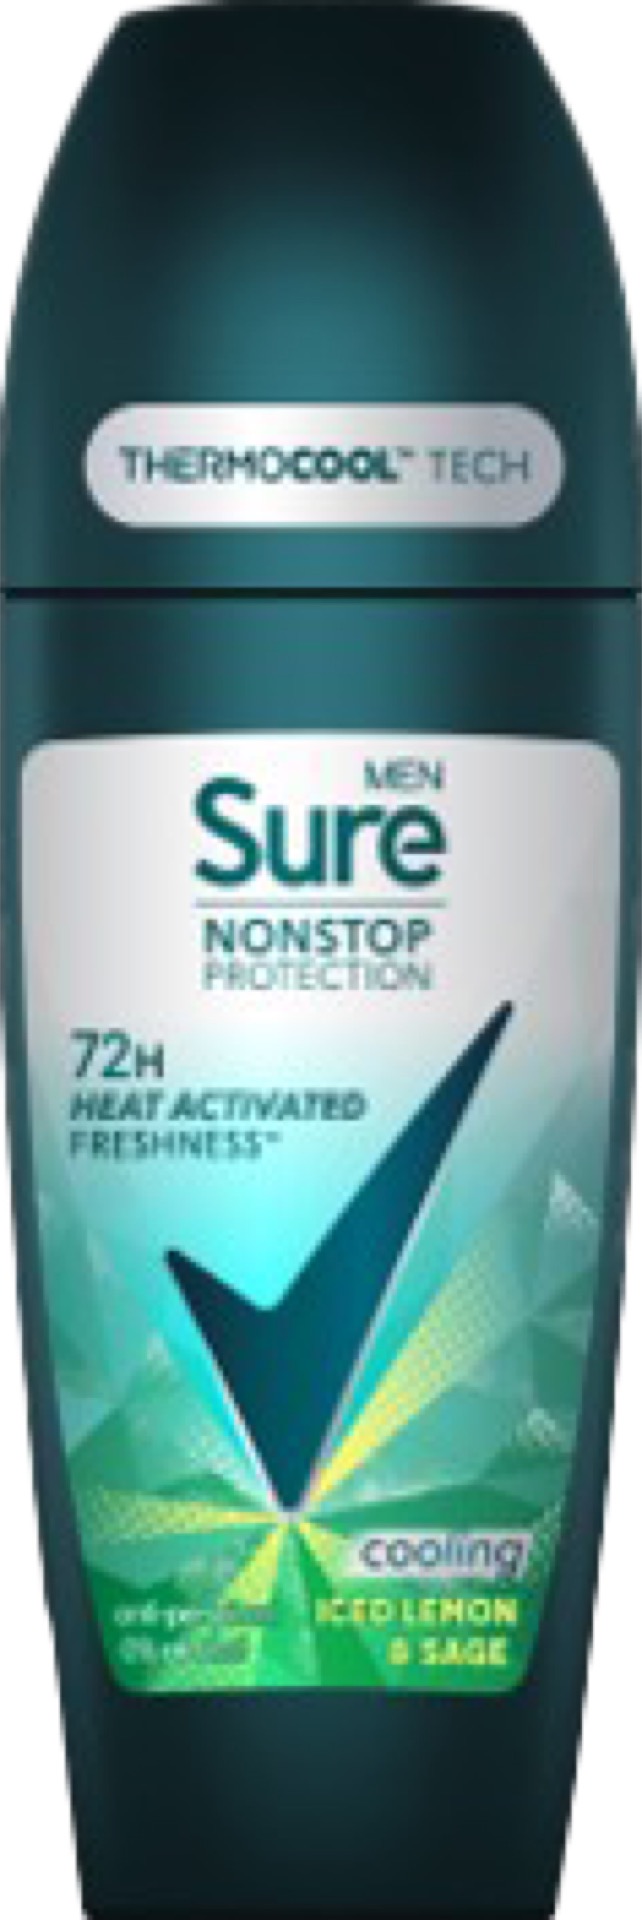 THERMOCOOL™ TECH
MEN
Sure
NONSTOP
PROTECTION
72H
HEAT ACTIVATED
FRESHNESS™
cooling
ICED LEMON
& SAGE